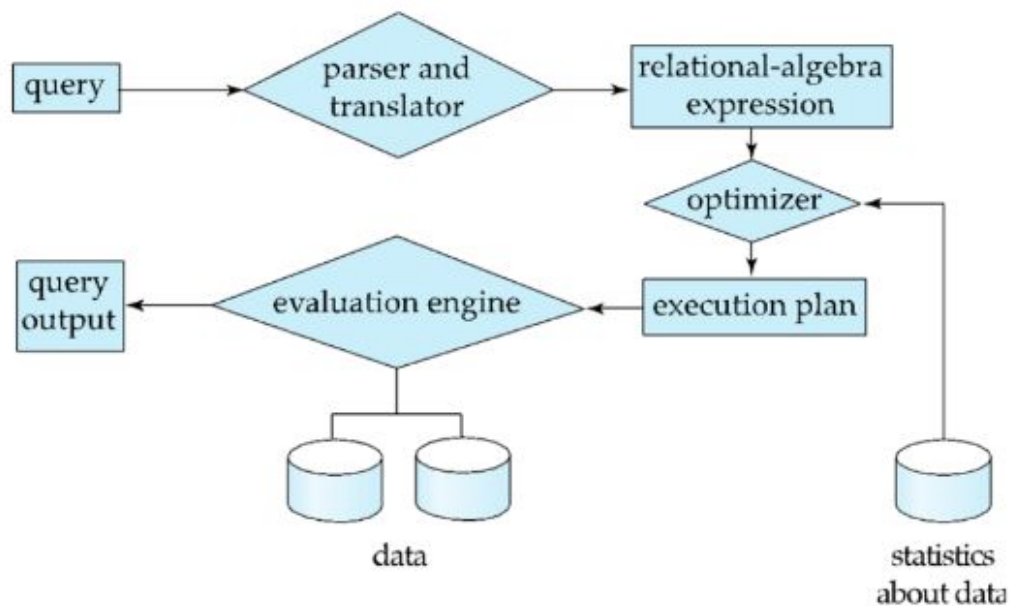 query
parser and
translator
relational-algebra
expression
optimizer
query
output
evaluation engine
execution plan
data
statistics
about data